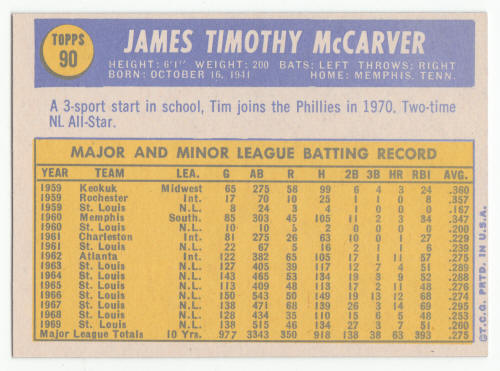 TOPPS
90
JAMES TIMOTHY McCARVER
HEIGHT: 6'1" WEIGHT: 200 BATS: LEFT THROWS: RIGHT
BORN: OCTOBER 16, 1941 HOME: MEMPHIS, TENN.
A 3-sport start in school, Tim joins the Phillies in 1970. Two-time
NL All-Star.
MAJOR AND MINOR LEAGUE BATTING RECORD
YEAR TEAM LEA. G AB R H 2B 3B HR RBI AVG.
1959 Keokuk Midwest 65 275 58 99 6 4 3 24 .360
1959 Rochester Int. 17 70 10 25 1 0 0 8 .357
1959 St. Louis N.L. 8 24 3 4 1 0 0 0 .167
1960 Memphis South. 85 303 45 105 11 2 3 34 .347
1960 St. Louis N.L. 10 10 2 0 0 0 .200
1961 Charleston Int. 81 275 26 63 10 0 1 27 .229
1961 St. Louis N.L. 22 67 5 16 2 1 1 6 .239
1962 Atlanta Int. 122 382 65 105 17 1 11 57 .275
1963 St. Louis N.L. 127 405 39 117 12 7 4 51 .289
1964 St. Louis N.L. 143 465 53 134 19 3 9 52 .288
1965 St. Louis N.L. 113 409 48 113 17 2 11 48 .276
1966 St. Louis N.L. 150 543 50 149 19 13 12 68 .274
1967 St. Louis N.L. 138 471 68 139 26 3 14 69 .295
1968 St. Louis N.L. 128 434 35 110 15 6 5 48 .253
1969 St. Louis N.L. 138 515 46 134 27 3 7 51 .260
Major League Totals 10 Yrs. 977 3343 350 918 138 38 63 393 .275
©T.C.G. PRTD. IN U.S.A.